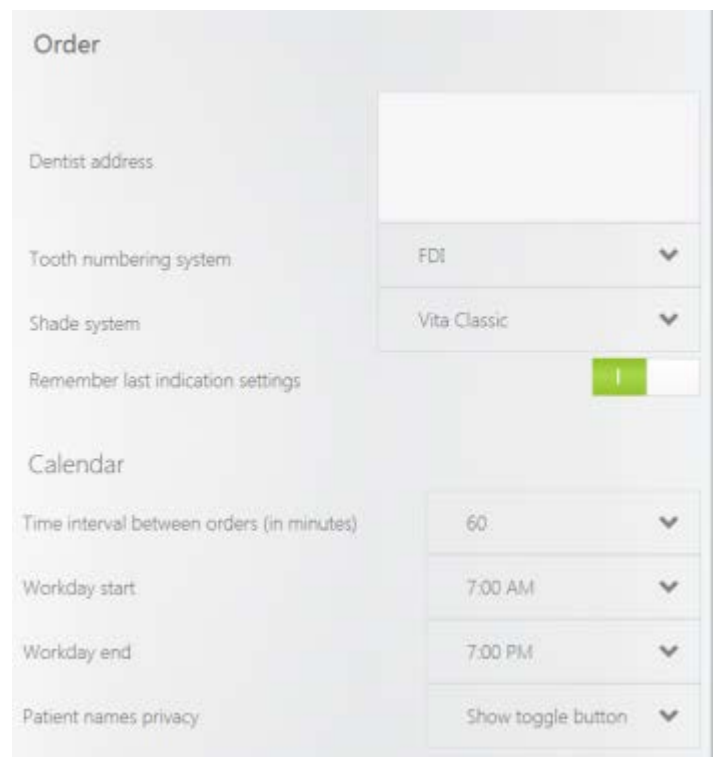 Order
Dentist address
Tooth numbering system FDI
Shade system Vita Classic
Remember last indication settings
Calendar
Time interval between orders (in minutes) 60
Workday start 7:00 AM
Workday end 7:00 PM
Patient names privacy Show toggle button